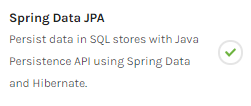 Spring Data JPA
Persist data in SQL stores with Java
Persistence API using Spring Data
and Hibernate.